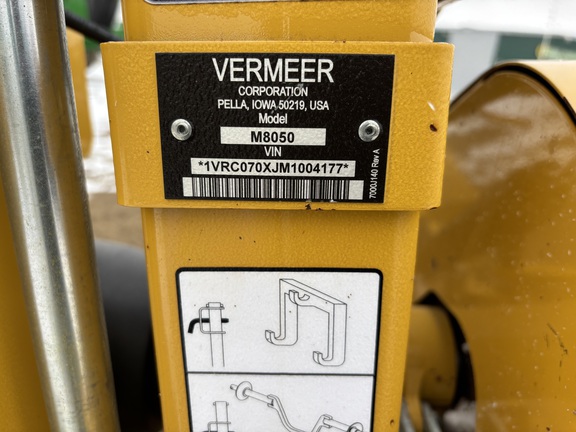 VERMEER
CORPORATION
PELLA, IOWA 50219, USA
Model
M8050
VIN
*1VRC070XJM1004177*
7000J140 Rev A